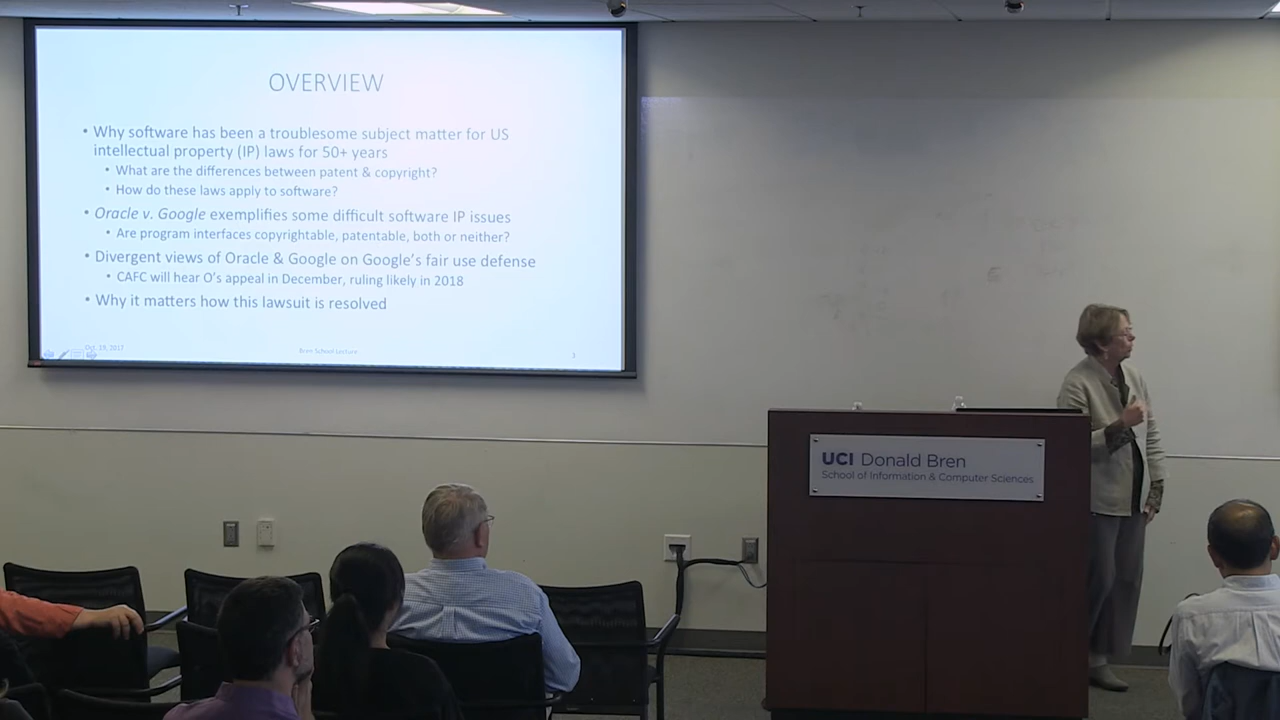 OVERVIEW
• Why software has been a troublesome subject matter for US
intellectual property (IP) laws for 50+ years
• What are the differences between patent & copyright?
• How do these laws apply to software?
• Oracle v. Google exemplifies some difficult software IP issues
• Are program interfaces copyrightable, patentable, both or neither?
• Divergent views of Oracle & Google on Google's fair use defense
• CAFC will hear O's appeal in December, ruling likely in 2018
• Why it matters how this lawsuit is resolved
Oct. 19, 2017
Bren School Lecture
UCI Donald Bren
School of Information & Computer Sciences